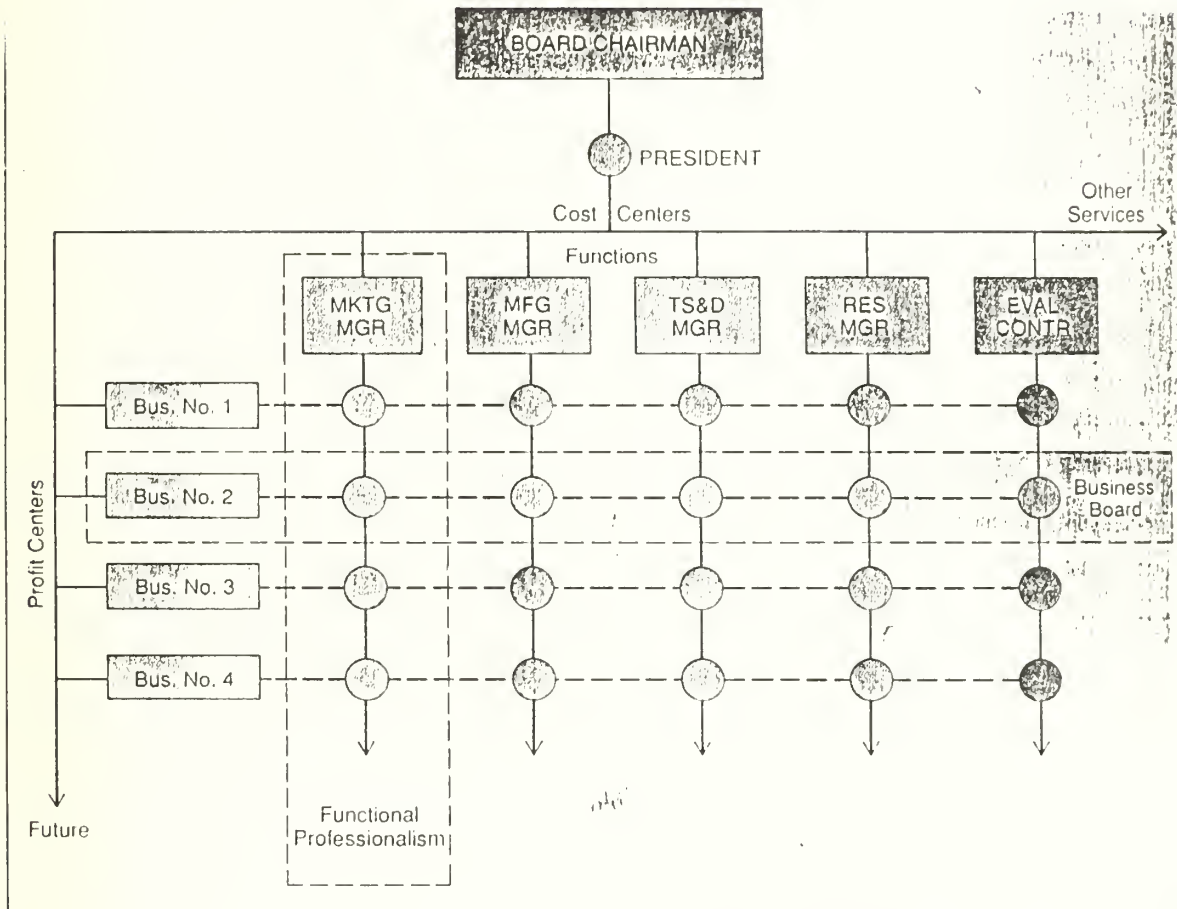 BOARD CHAIRMAN
PRESIDENT
Cost Centers
Other
Services
Functions
MKTG
MGR
MFG
MGR
TS&D
MGR
RES
MGR
EVAL
CONTR
Profit Centers
Bus. No. 1
Bus. No. 2
Business
Board
Bus. No. 3
Bus. No. 4
Future
Functional
Professionalism